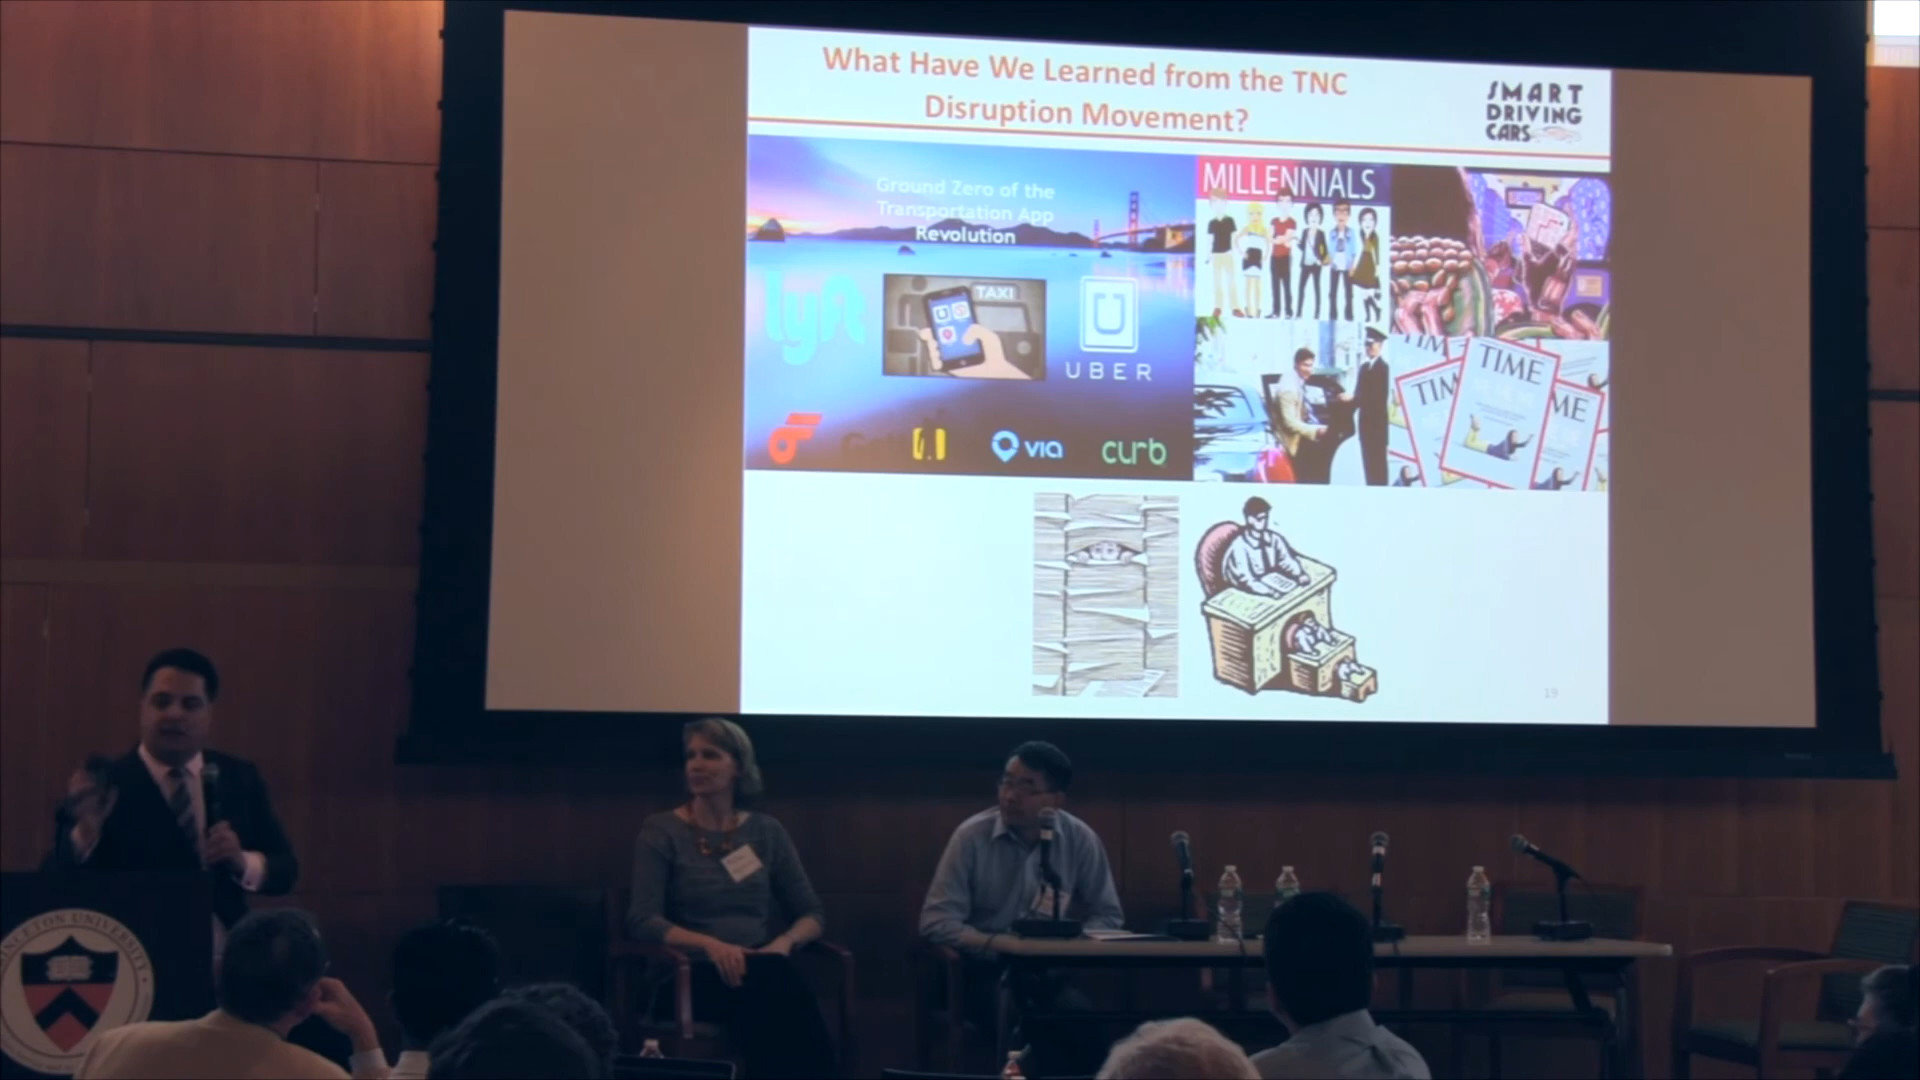 What Have We Learned from the TNC
Disruption Movement?
SMART
DRIVING
CARS
Ground Zero of the
Transportation App
Revolution
lyft
TAXI
UBER
via
curb
MILLENNIALS
TIME
TIME
19